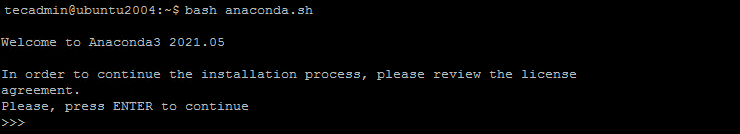 tecadmin@ubuntu2004:~$ bash anaconda.sh
Welcome to Anaconda3 2021.05
In order to continue the installation process, please review the license
agreement.
Please, press ENTER to continue
>>>